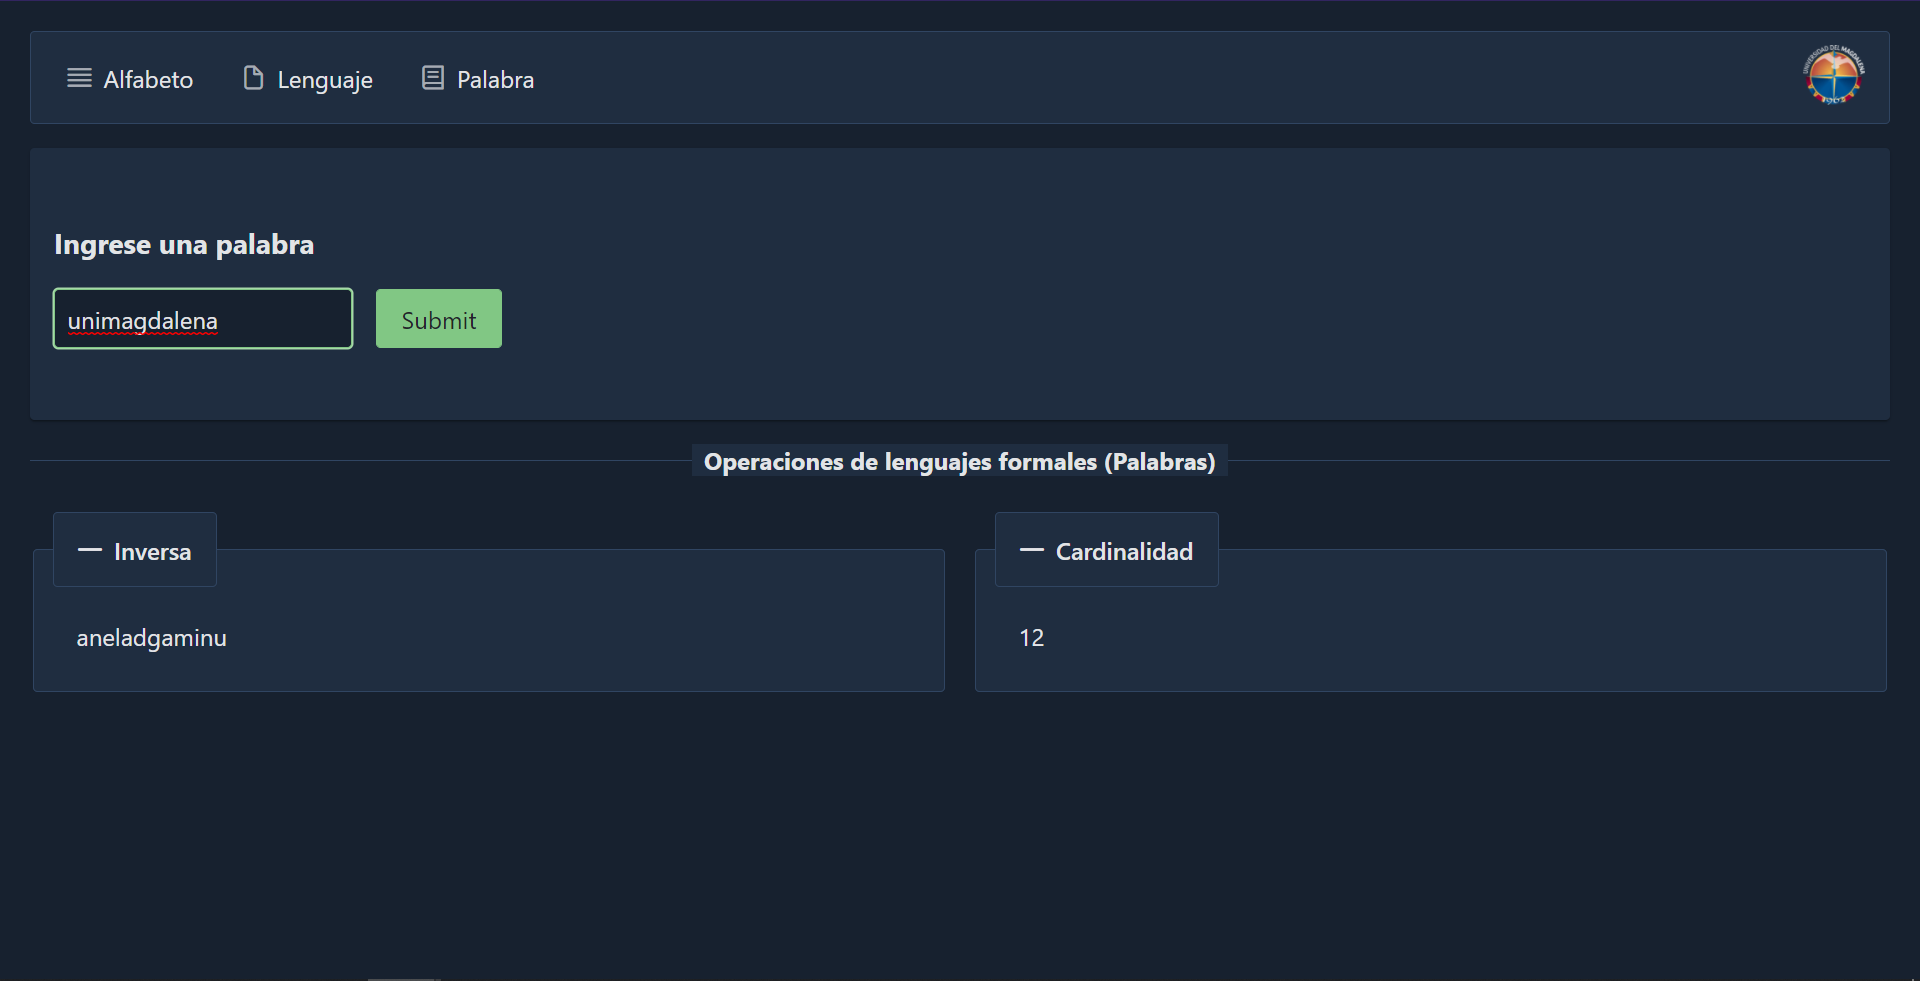 Alfabeto Lenguaje Palabra
UNIVERSIDAD DEL MAGDALENA
Ingrese una palabra
unimagdalena Submit
Operaciones de lenguajes formales (Palabras)
Inversa Cardinalidad
aneladgaminu 12